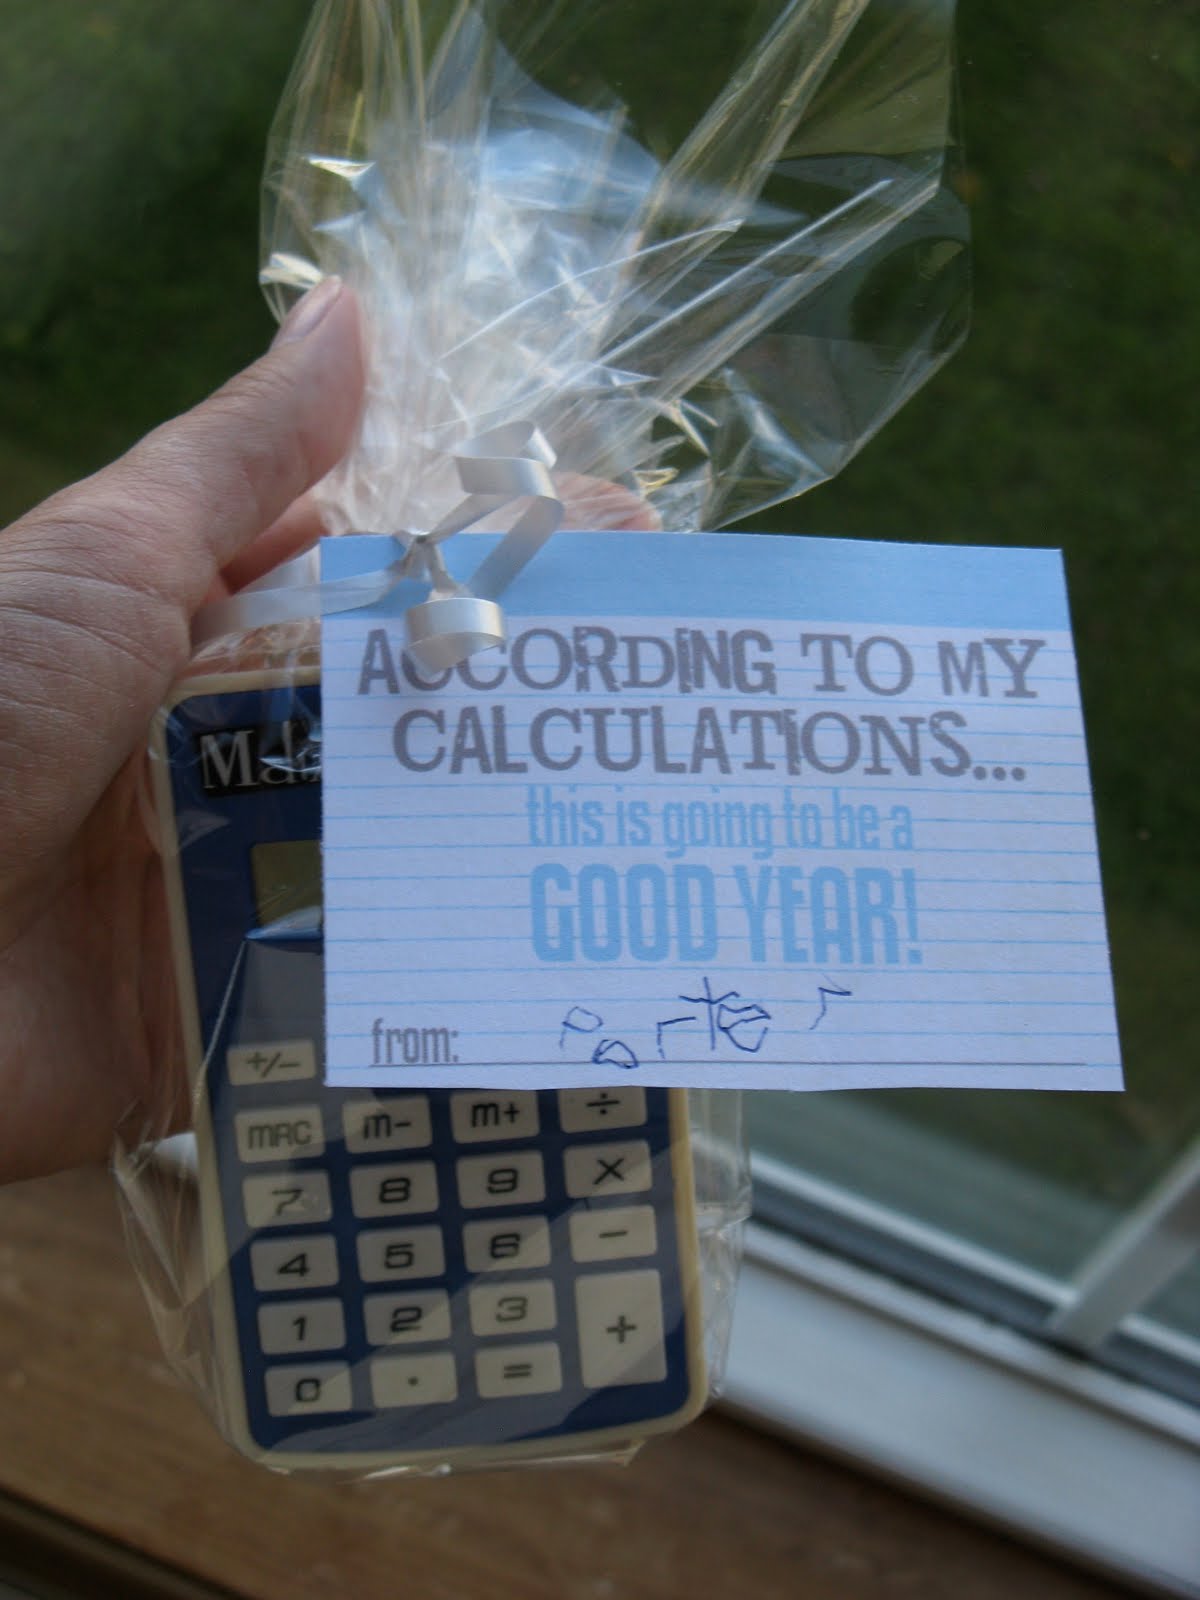 ACCORDING TO MY
CALCULATIONS...
this is going to be a
GOOD YEAR!
from: Porter
+/-
MRC m- m+ ÷
7 8 9 X
4 5 6 -
1 2 3 +
0 . =